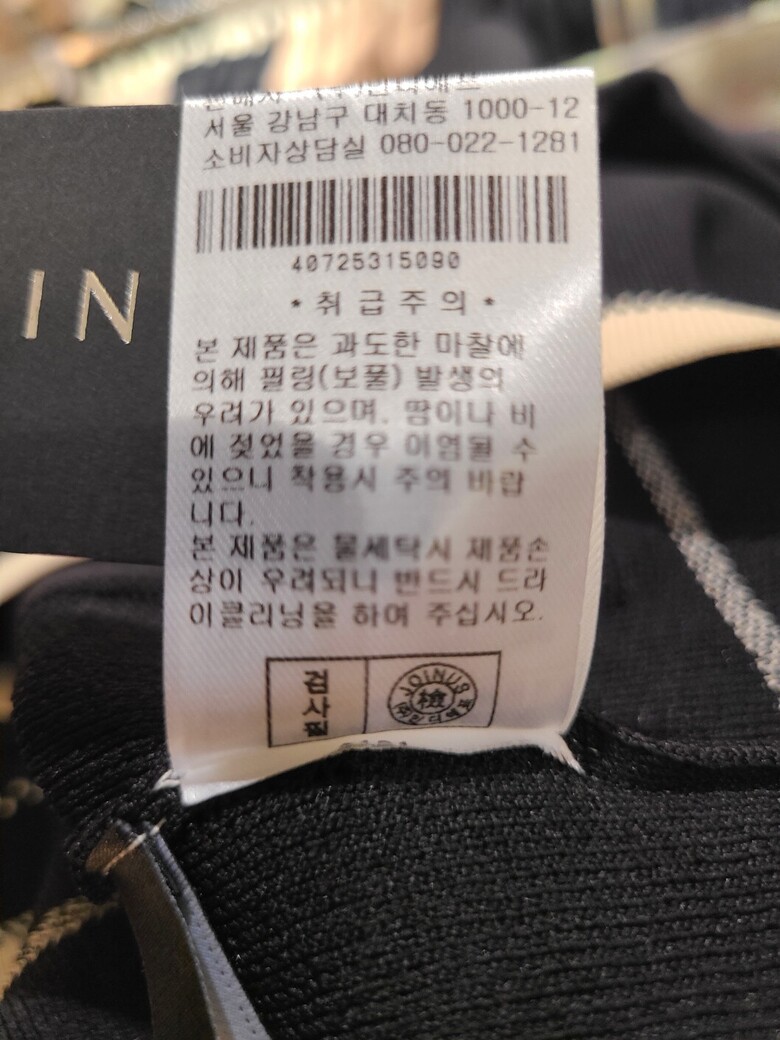 서울 강남구 대치동 1000-12
소비자상담실 080-022-1281
40725315090
* 취급주의 *
본 제품은 과도한 마찰에
의해 필링(보풀) 발생의
우려가 있으며, 땀이나 비
에 젖었을 경우 이염될 수
있으니 착용시 주의 바랍
니다.
본 제품은 물세탁시 제품손
상이 우려되니 반드시 드라
이클리닝을 하여 주십시오.
검사필
JOINUS
檢
(주)인디에프
IN